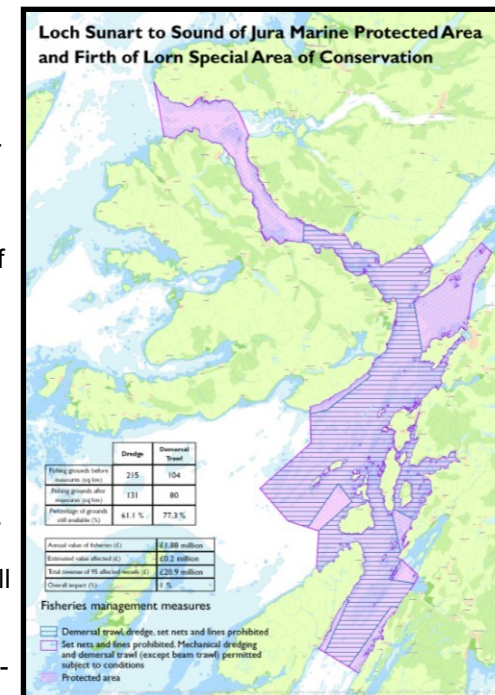 f
ll
-
Loch Sunart to Sound of Jura Marine Protected Area
and Firth of Lorn Special Area of Conservation
Dredge Demersal Trawl
Fishing grounds before measures (sq km) 215 104
Fishing grounds after measures (sq km) 131 80
Percentage of grounds still available (%) 61.1 % 77.3 %
Annual value of fisheries (£) £1.88 million
Estimated value affected (£) £0.2 million
Total revenue of 95 affected vessels (£) £20.9 million
Overall impact (%) 1 %
Fisheries management measures
Demersal trawl, dredge, set nets and lines prohibited
Set nets and lines prohibited. Mechanical dredging
and demersal trawl (except beam trawl) permitted
subject to conditions
Protected area